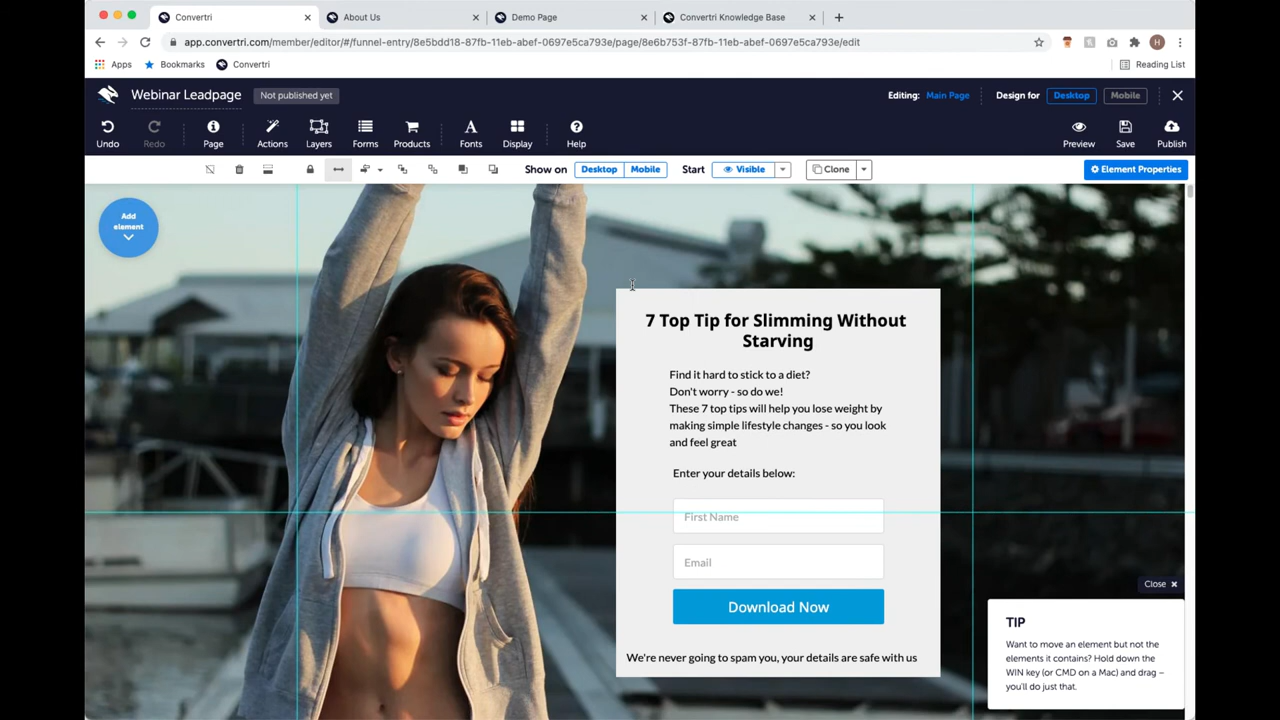 Convertri
About Us
Demo Page
Convertri Knowledge Base
app.convertri.com/member/editor/#/funnel-entry/8e5bdd18-87fb-11eb-abef-0697e5ca793e/page/8e6b753f-87fb-11eb-abef-0697e5ca793e/edit
H
Apps
Bookmarks
Convertri
Reading List
Webinar Leadpage
Not published yet
Editing: Main Page
Design for
Desktop
Mobile
Undo
Redo
Page
Actions
Layers
Forms
Products
Fonts
Display
Help
Preview
Save
Publish
Show on
Desktop
Mobile
Start
Visible
Clone
Element Properties
Add
element
7 Top Tip for Slimming Without
Starving
Find it hard to stick to a diet?
Don't worry - so do we!
These 7 top tips will help you lose weight by
making simple lifestyle changes - so you look
and feel great
Enter your details below:
First Name
Email
Download Now
We're never going to spam you, your details are safe with us
Close
TIP
Want to move an element but not the
elements it contains? Hold down the
WIN key (or CMD on a Mac) and drag –
you'll do just that.